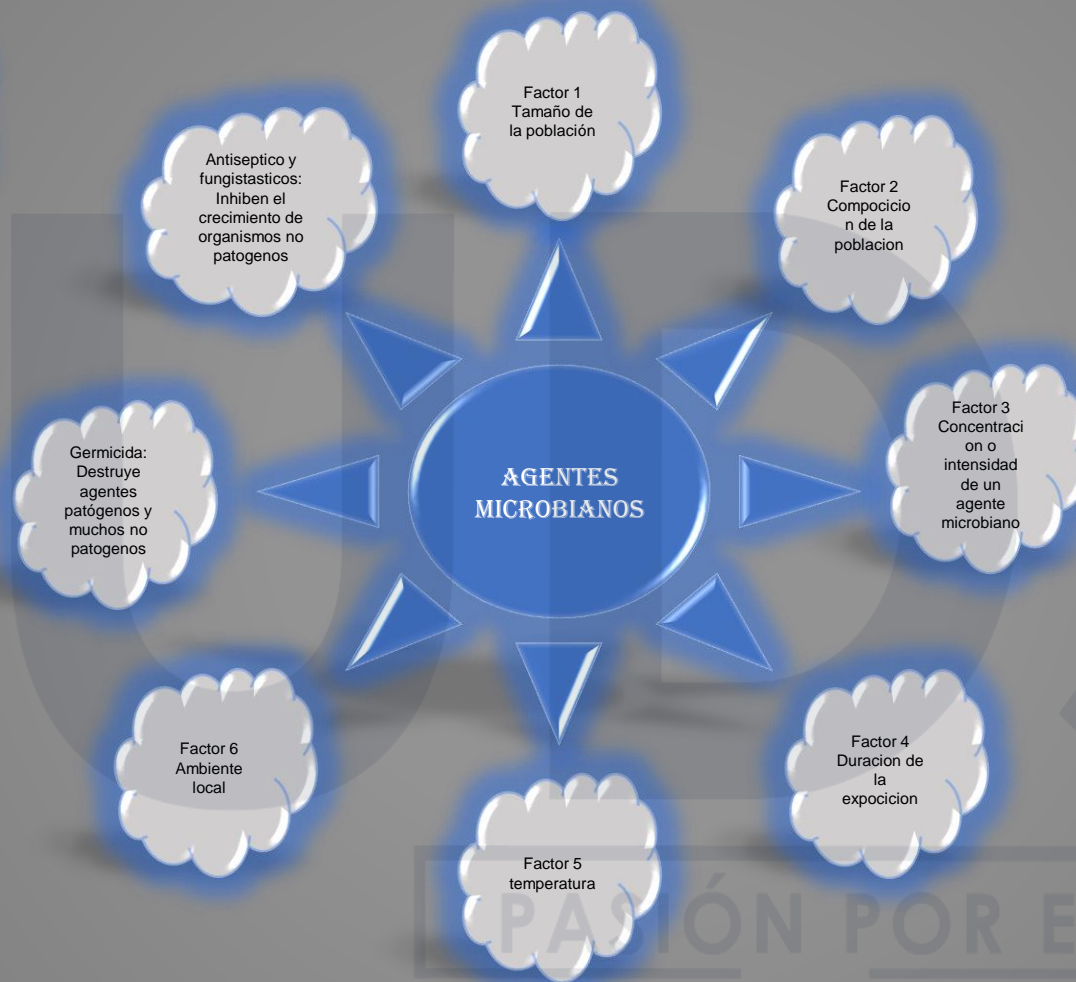 Factor 1
Tamaño de
la población
Factor 2
Compocicio
n de la
poblacion
Factor 3
Concentraci
on o
intensidad
de un
agente
microbiano
Factor 4
Duracion de
la
expocicion
Factor 5
temperatura
Factor 6
Ambiente
local
Germicida:
Destruye
agentes
patógenos y
muchos no
patogenos
Antiseptico y
fungistasticos:
Inhiben el
crecimiento de
organismos no
patogenos
AGENTES
MICROBIANOS
UD
PASIÓN POR E